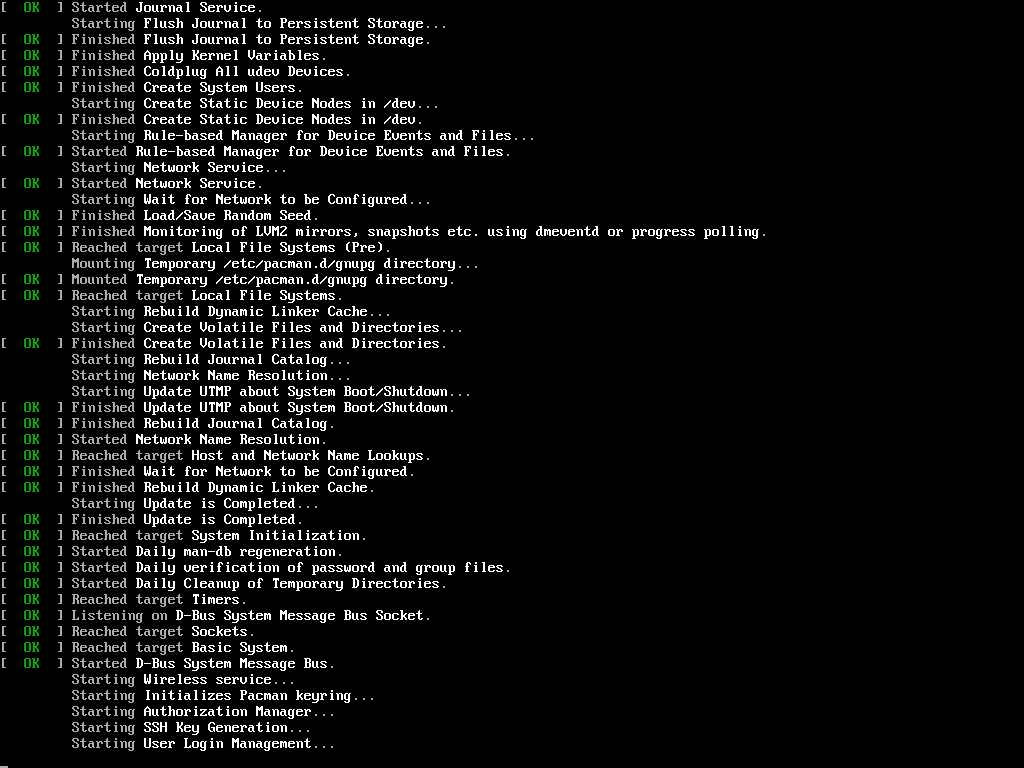 [  OK  ] Started Journal Service.
         Starting Flush Journal to Persistent Storage...
[  OK  ] Finished Flush Journal to Persistent Storage.
[  OK  ] Finished Apply Kernel Variables.
[  OK  ] Finished Coldplug All udev Devices.
[  OK  ] Finished Create System Users.
         Starting Create Static Device Nodes in /dev...
[  OK  ] Finished Create Static Device Nodes in /dev.
         Starting Rule-based Manager for Device Events and Files...
[  OK  ] Started Rule-based Manager for Device Events and Files.
         Starting Network Service...
[  OK  ] Started Network Service.
         Starting Wait for Network to be Configured...
[  OK  ] Finished Load/Save Random Seed.
[  OK  ] Finished Monitoring of LVM2 mirrors, snapshots etc. using dmeventd or progress polling.
[  OK  ] Reached target Local File Systems (Pre).
         Mounting Temporary /etc/pacman.d/gnupg directory...
[  OK  ] Mounted Temporary /etc/pacman.d/gnupg directory.
[  OK  ] Reached target Local File Systems.
         Starting Rebuild Dynamic Linker Cache...
         Starting Create Volatile Files and Directories...
[  OK  ] Finished Create Volatile Files and Directories.
         Starting Rebuild Journal Catalog...
         Starting Network Name Resolution...
         Starting Update UTMP about System Boot/Shutdown...
[  OK  ] Finished Update UTMP about System Boot/Shutdown.
[  OK  ] Finished Rebuild Journal Catalog.
[  OK  ] Started Network Name Resolution.
[  OK  ] Reached target Host and Network Name Lookups.
[  OK  ] Finished Wait for Network to be Configured.
[  OK  ] Finished Rebuild Dynamic Linker Cache.
         Starting Update is Completed...
[  OK  ] Finished Update is Completed.
[  OK  ] Reached target System Initialization.
[  OK  ] Started Daily man-db regeneration.
[  OK  ] Started Daily verification of password and group files.
[  OK  ] Started Daily Cleanup of Temporary Directories.
[  OK  ] Reached target Timers.
[  OK  ] Listening on D-Bus System Message Bus Socket.
[  OK  ] Reached target Sockets.
[  OK  ] Reached target Basic System.
[  OK  ] Started D-Bus System Message Bus.
         Starting Wireless service...
         Starting Initializes Pacman keyring...
         Starting Authorization Manager...
         Starting SSH Key Generation...
         Starting User Login Management...